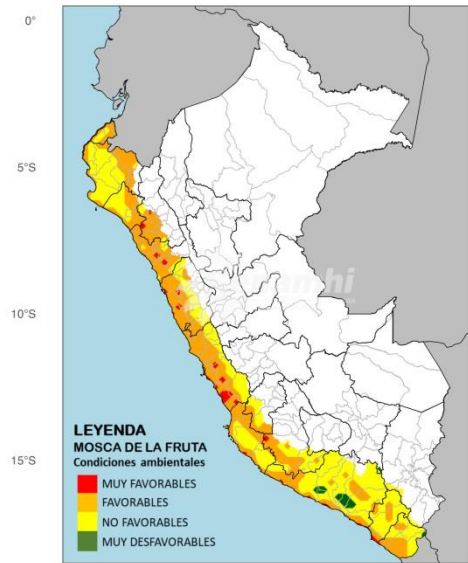 0°
5°S
10°S
15°S
LEYENDA
MOSCA DE LA FRUTA
Condiciones ambientales
MUY FAVORABLES
FAVORABLES
NO FAVORABLES
MUY DESFAVORABLES